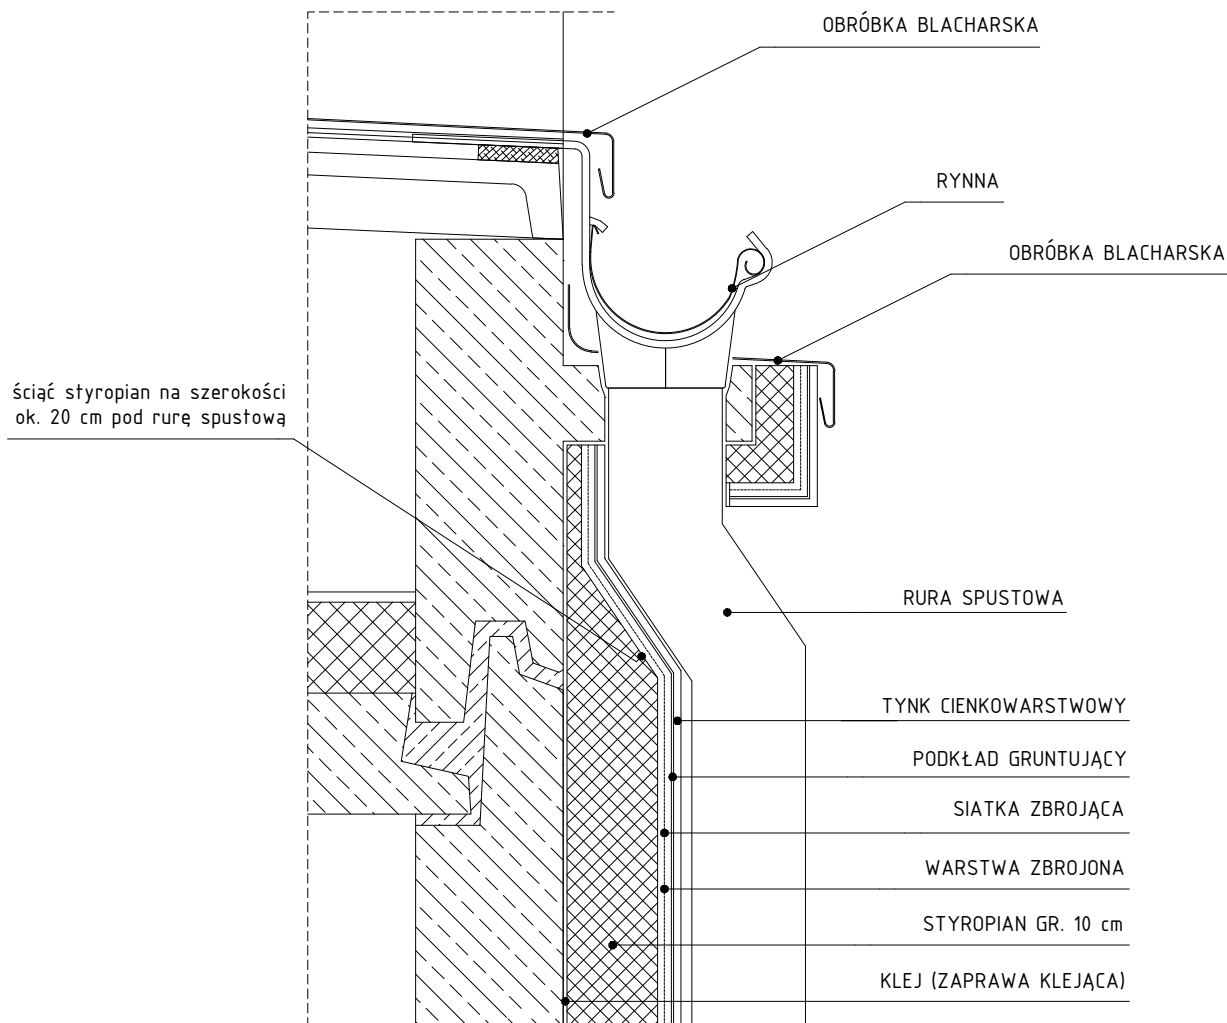 OBRÓBKA BLACHARSKA
RYNNA
OBRÓBKA BLACHARSKA
ściąć styropian na szerokości
ok. 20 cm pod rurę spustową
RURA SPUSTOWA
TYNK CIENKOWARSTWOWY
PODKŁAD GRUNTUJĄCY
SIATKA ZBROJĄCA
WARSTWA ZBROJONA
STYROPIAN GR. 10 cm
KLEJ (ZAPRAWA KLEJĄCA)